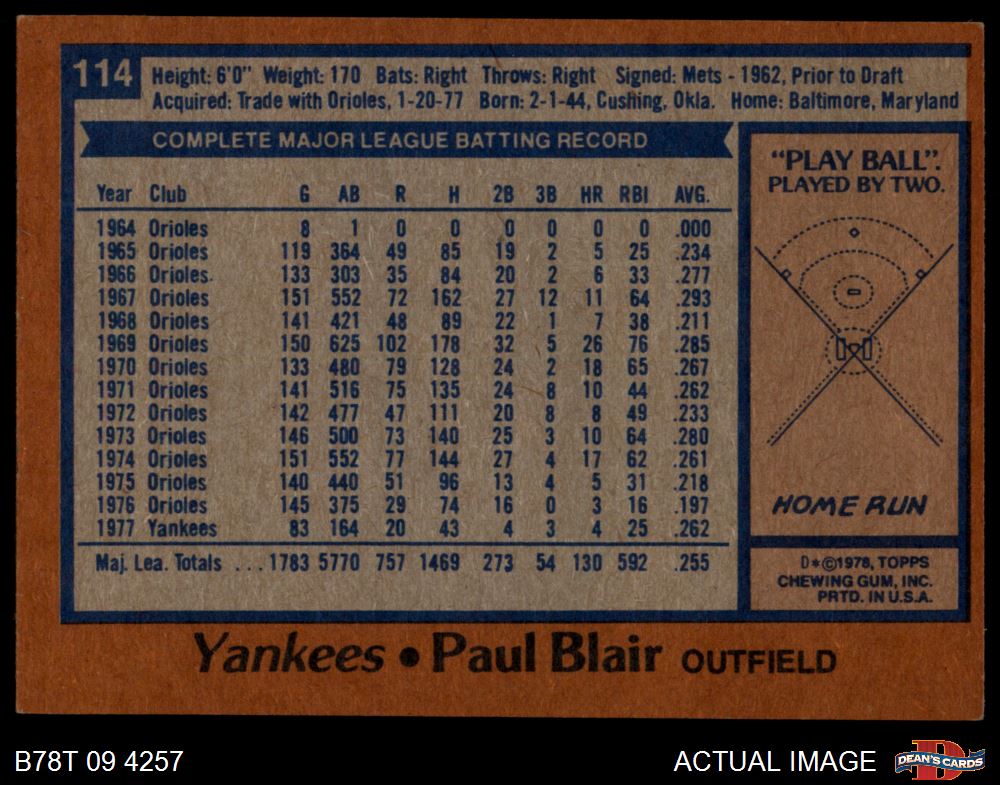 114
Height: 6'0" Weight: 170 Bats: Right Throws: Right Signed: Mets - 1962, Prior to Draft
Acquired: Trade with Orioles, 1-20-77 Born: 2-1-44, Cushing, Okla. Home: Baltimore, Maryland
COMPLETE MAJOR LEAGUE BATTING RECORD
Year Club G AB R H 2B 3B HR RBI AVG.
1964 Orioles 8 1 0 0 0 0 0 0 .000
1965 Orioles 119 364 49 85 19 2 5 25 .234
1966 Orioles. 133 303 35 84 20 2 6 33 .277
1967 Orioles 151 552 72 162 27 12 11 64 .293
1968 Orioles 141 421 48 89 22 1 7 38 .211
1969 Orioles 150 625 102 178 32 5 26 76 .285
1970 Orioles 133 480 79 128 24 2 18 65 .267
1971 Orioles 141 516 75 135 24 8 10 44 .262
1972 Orioles 142 477 47 111 20 8 8 49 .233
1973 Orioles 146 500 73 140 25 3 10 64 .280
1974 Orioles 151 552 77 144 27 4 17 62 .261
1975 Orioles 140 440 51 96 13 4 5 31 .218
1976 Orioles 145 375 29 74 16 0 3 16 .197
1977 Yankees 83 164 20 43 4 3 4 25 .262
Maj. Lea. Totals ... 1783 5770 757 1469 273 54 130 592 .255
"PLAY BALL".
PLAYED BY TWO.
HOME RUN
D*©1978, TOPPS
CHEWING GUM, INC.
PRTD. IN U.S.A.
Yankees • Paul Blair OUTFIELD
B78T 09 4257
ACTUAL IMAGE
D
DEAN'S CARDS